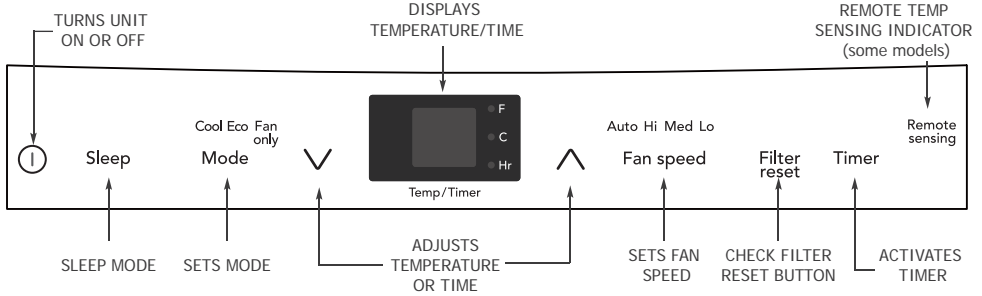 TURNS UNIT
ON OR OFF
DISPLAYS
TEMPERATURE/TIME
REMOTE TEMP
SENSING INDICATOR
(some models)
Sleep
Cool Eco Fan
only
Mode
F
C
Hr
Temp/Timer
Auto Hi Med Lo
Fan speed
Filter
reset
Timer
Remote
sensing
SLEEP MODE
SETS MODE
ADJUSTS
TEMPERATURE
OR TIME
SETS FAN
SPEED
CHECK FILTER
RESET BUTTON
ACTIVATES
TIMER